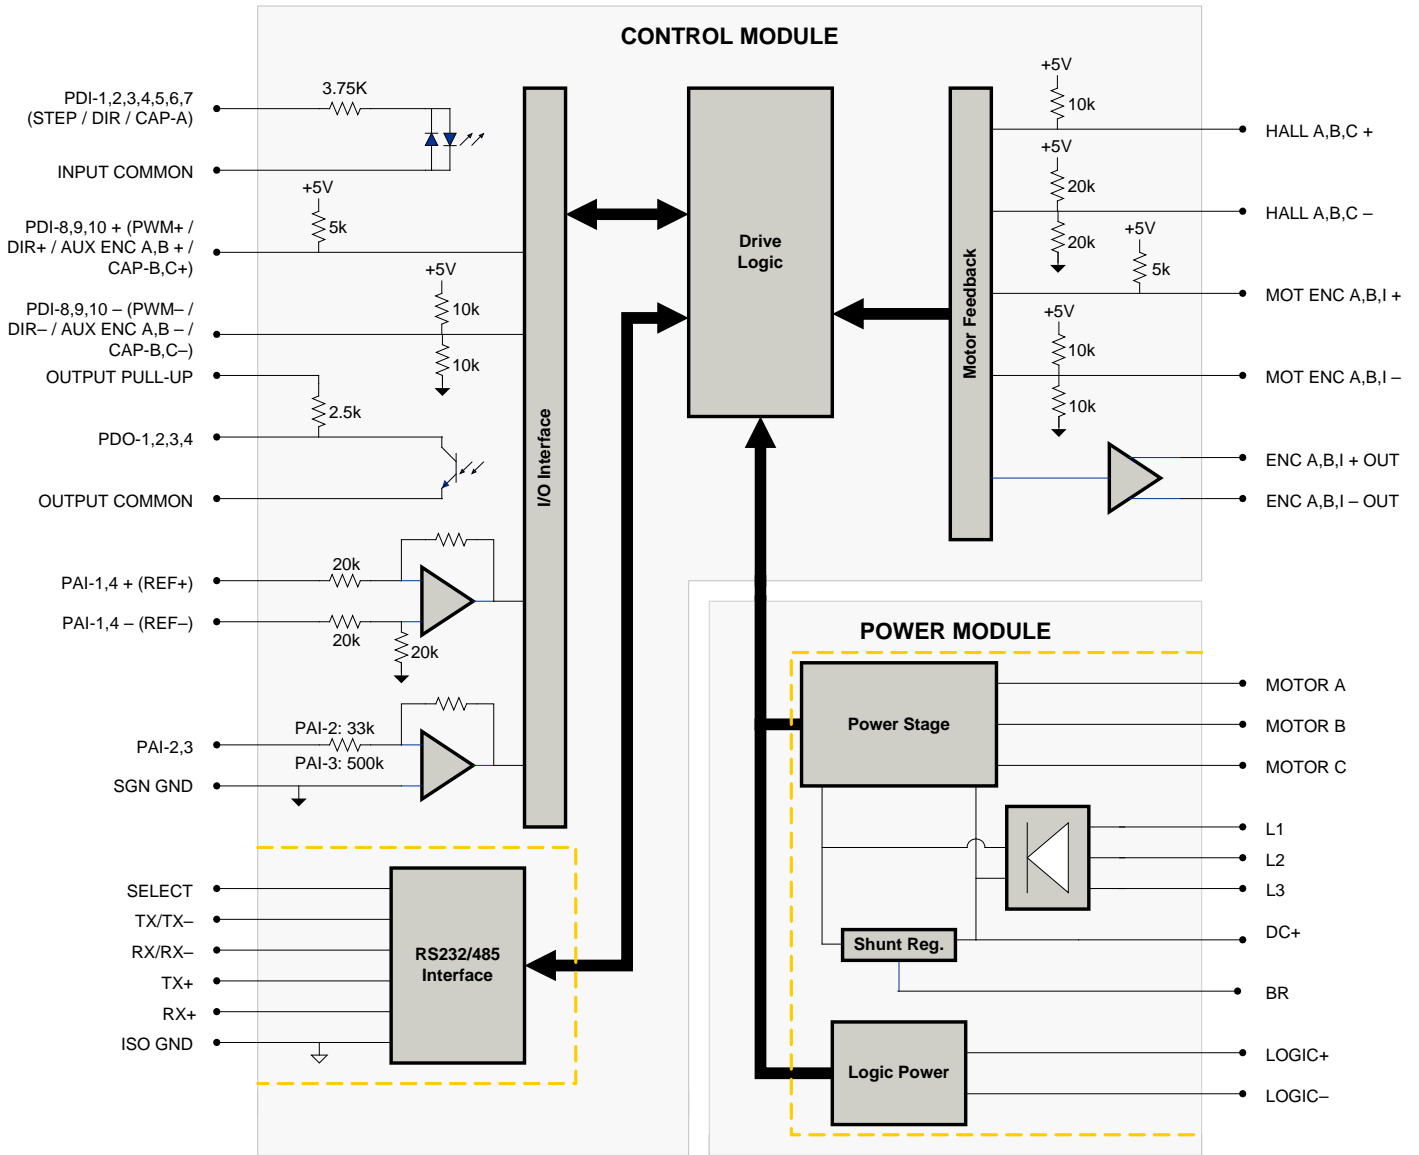 CONTROL MODULE
PDI-1,2,3,4,5,6,7
(STEP / DIR / CAP-A)
3.75K
INPUT COMMON
+5V
5k
PDI-8,9,10 + (PWM+ /
DIR+ / AUX ENC A,B + /
CAP-B,C+)
+5V
10k
10k
PDI-8,9,10 – (PWM– /
DIR– / AUX ENC A,B – /
CAP-B,C–)
OUTPUT PULL-UP
2.5k
PDO-1,2,3,4
OUTPUT COMMON
PAI-1,4 + (REF+)
20k
PAI-1,4 – (REF–)
20k
20k
PAI-2,3
PAI-2: 33k
PAI-3: 500k
SGN GND
I/O Interface
SELECT
TX/TX–
RX/RX–
TX+
RX+
ISO GND
RS232/485
Interface
Drive
Logic
Motor Feedback
+5V
10k
HALL A,B,C +
+5V
20k
20k
HALL A,B,C –
+5V
5k
MOT ENC A,B,I +
+5V
10k
10k
MOT ENC A,B,I –
ENC A,B,I + OUT
ENC A,B,I – OUT
POWER MODULE
Power Stage
MOTOR A
MOTOR B
MOTOR C
L1
L2
L3
Shunt Reg.
DC+
BR
Logic Power
LOGIC+
LOGIC–